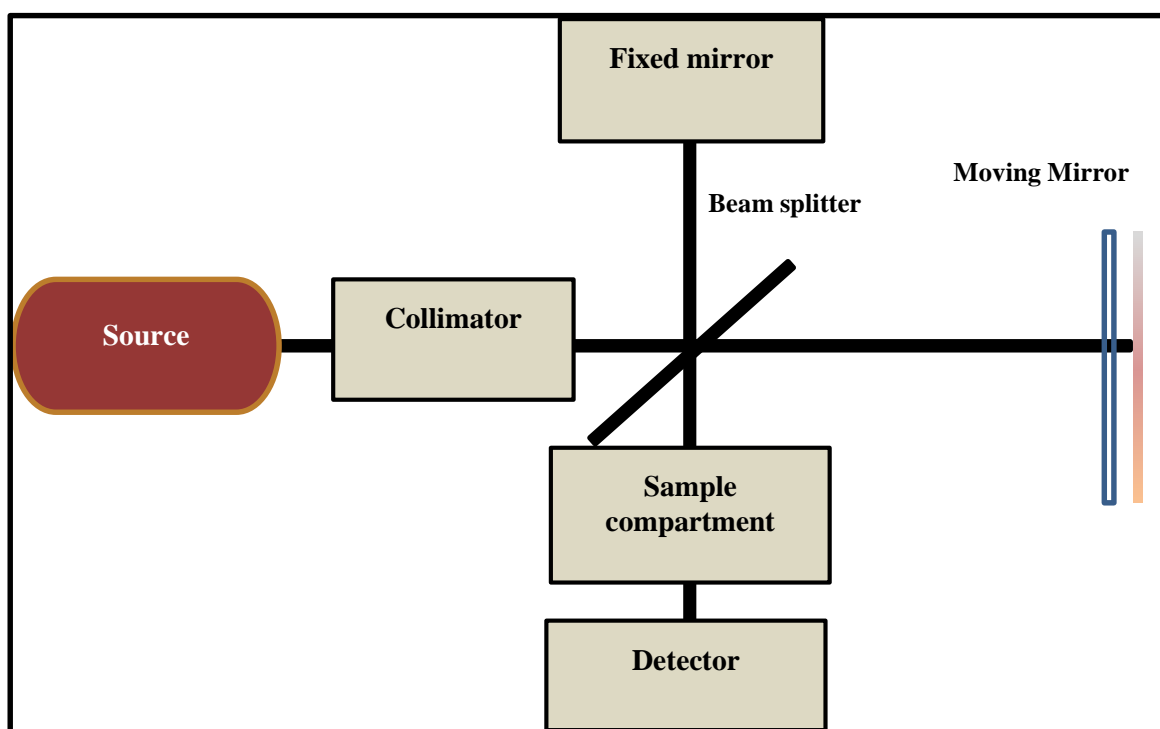 Fixed mirror
Moving Mirror
Beam splitter
Source
Collimator
Sample
compartment
Detector